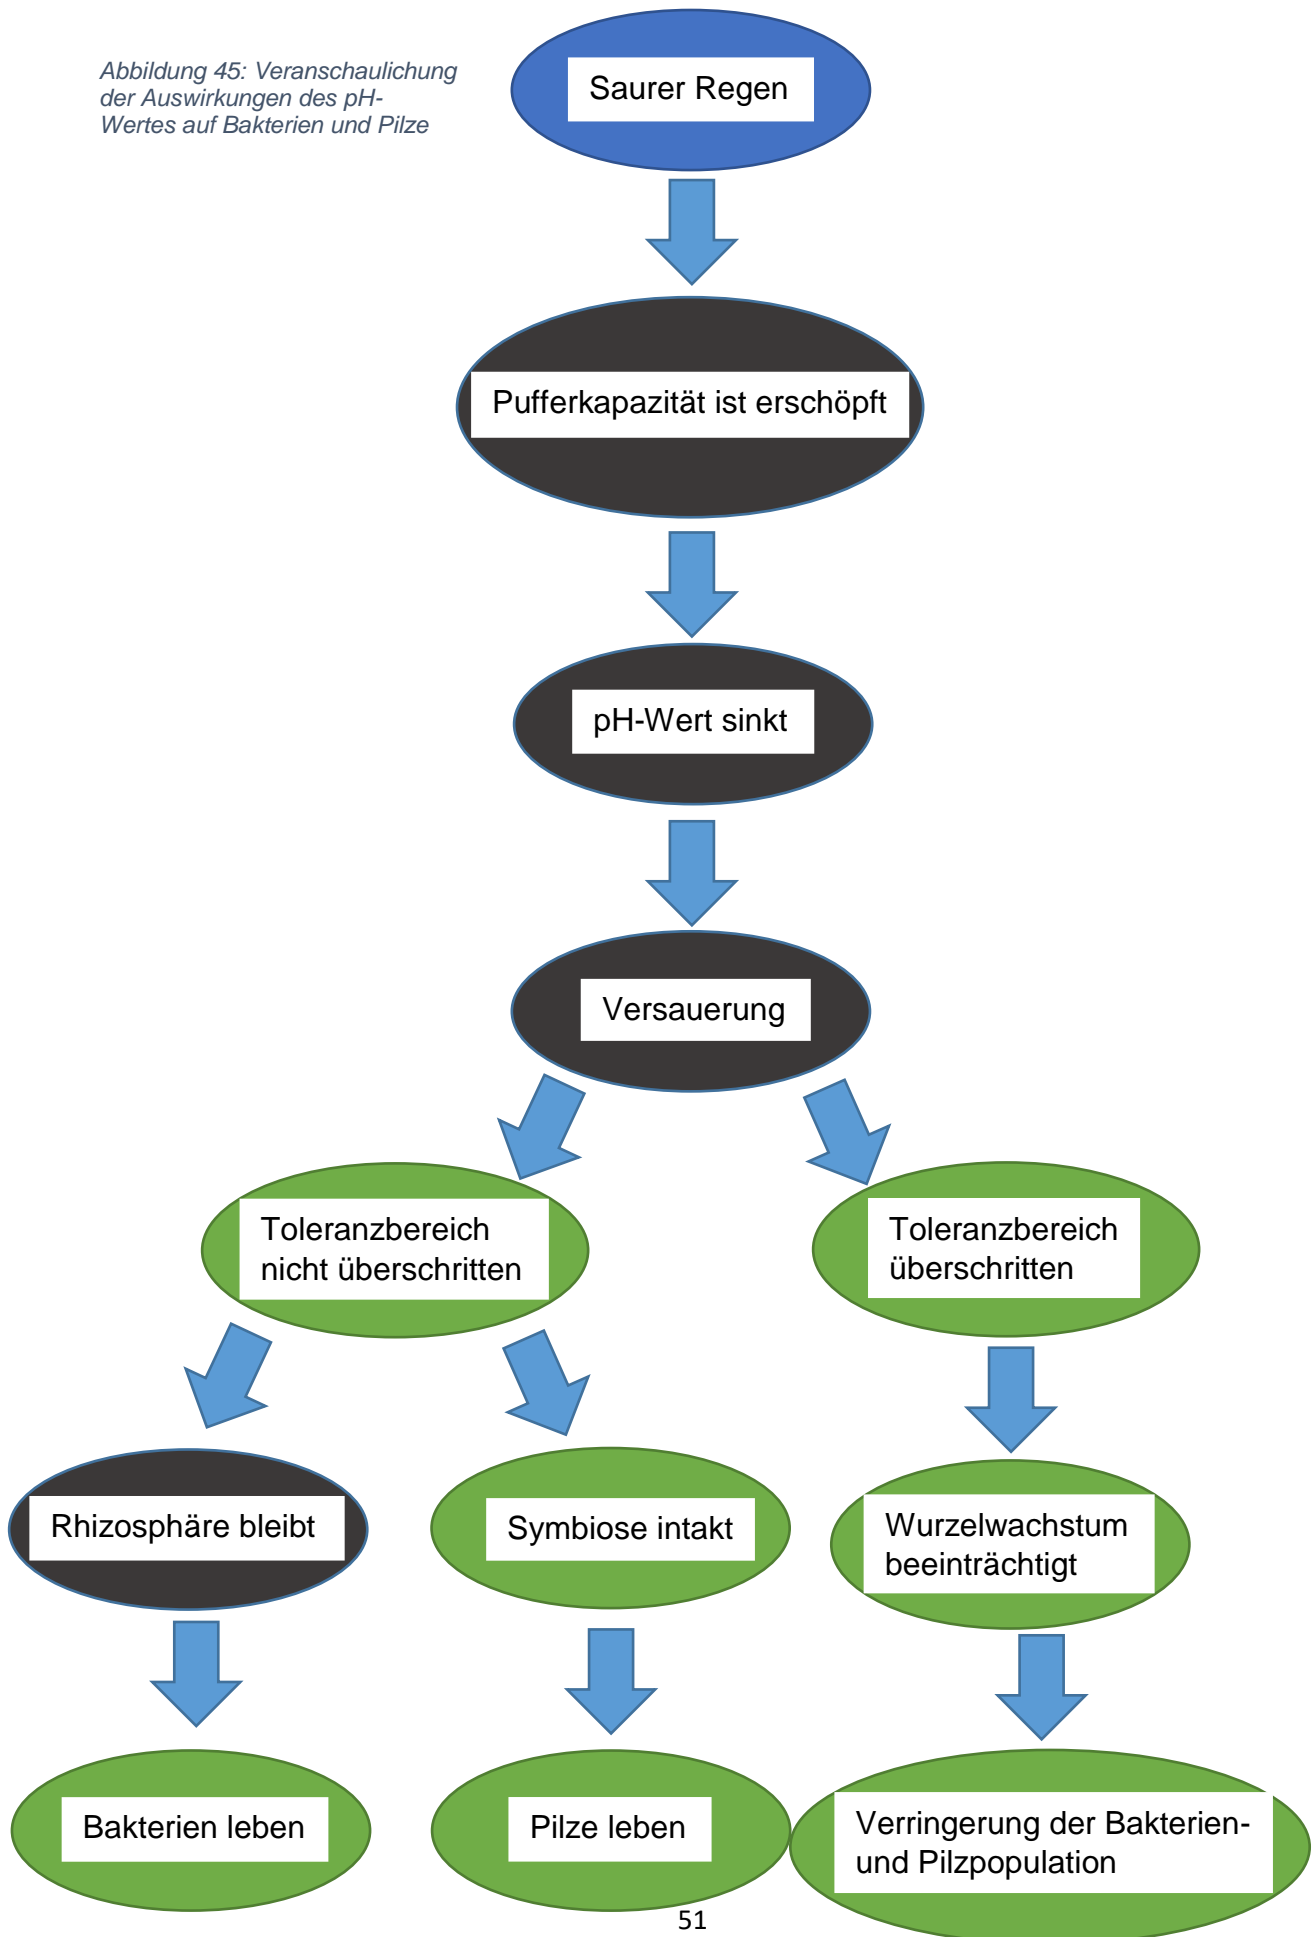 Abbildung 45: Veranschaulichung
der Auswirkungen des pH-
Wertes auf Bakterien und Pilze
Saurer Regen
Pufferkapazität ist erschöpft
pH-Wert sinkt
Versauerung
Toleranzbereich
nicht überschritten
Toleranzbereich
überschritten
Rhizosphäre bleibt
Symbiose intakt
Wurzelwachstum
beeinträchtigt
Bakterien leben
Pilze leben
Verringerung der Bakterien-
und Pilzpopulation
51